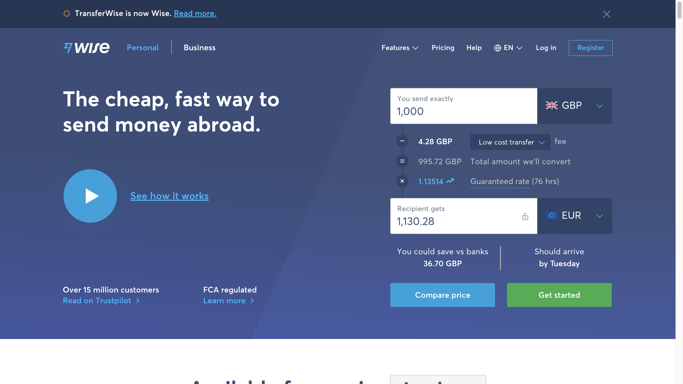 TransferWise is now Wise. Read more.
WISE
Personal
Business
Features
Pricing
Help
EN
Log in
Register
The cheap, fast way to
send money abroad.
See how it works
Over 15 million customers
Read on Trustpilot
FCA regulated
Learn more
You send exactly
1,000
GBP
4.28 GBP
Low cost transfer
fee
995.72 GBP
Total amount we'll convert
1.13514
Guaranteed rate (76 hrs)
Recipient gets
1,130.28
EUR
You could save vs banks
36.70 GBP
Should arrive
by Tuesday
Compare price
Get started